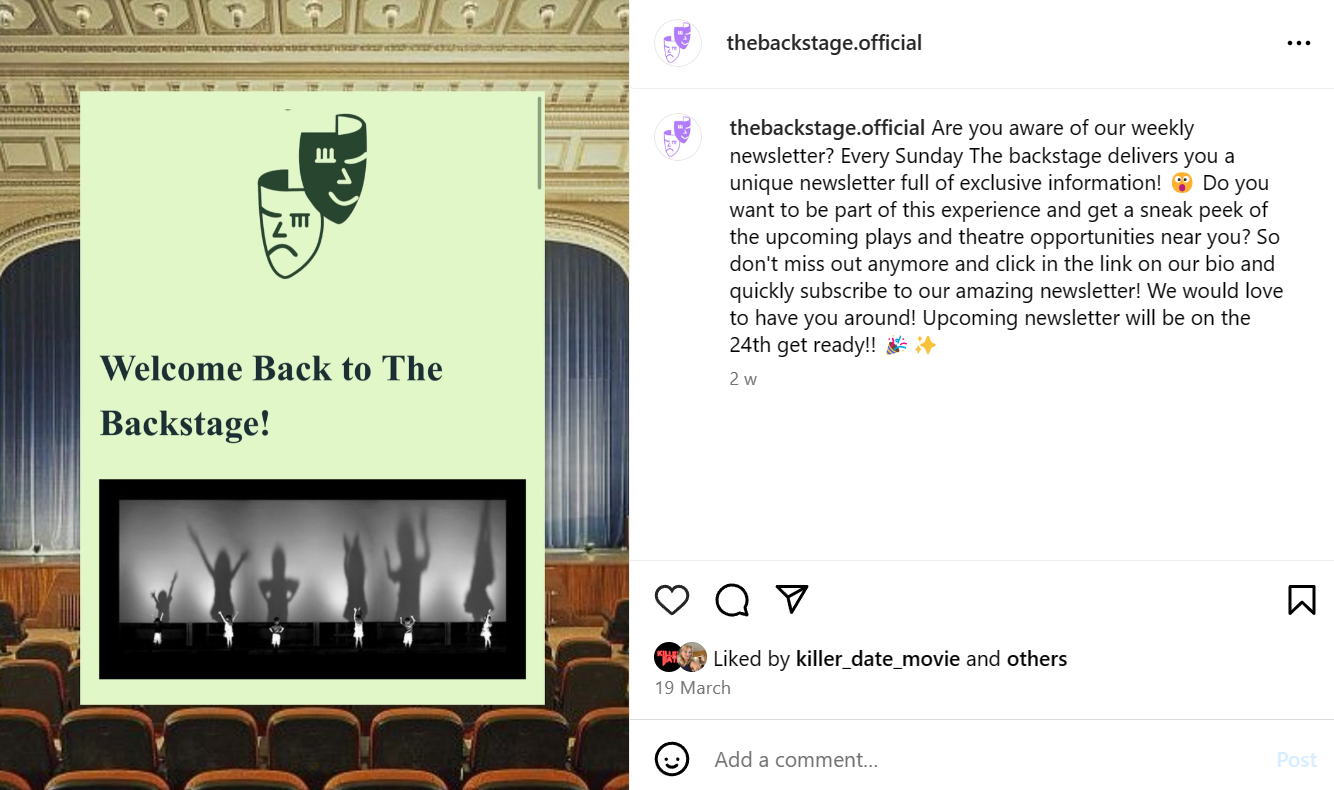 Welcome Back to The
Backstage!
thebackstage.official
thebackstage.official Are you aware of our weekly
newsletter? Every Sunday The backstage delivers you a
unique newsletter full of exclusive information! 😲 Do you
want to be part of this experience and get a sneak peek of
the upcoming plays and theatre opportunities near you? So
don't miss out anymore and click in the link on our bio and
quickly subscribe to our amazing newsletter! We would love
to have you around! Upcoming newsletter will be on the
24th get ready!! 🎉 ✨
2 w
Liked by killer_date_movie and others
19 March
Add a comment...
Post